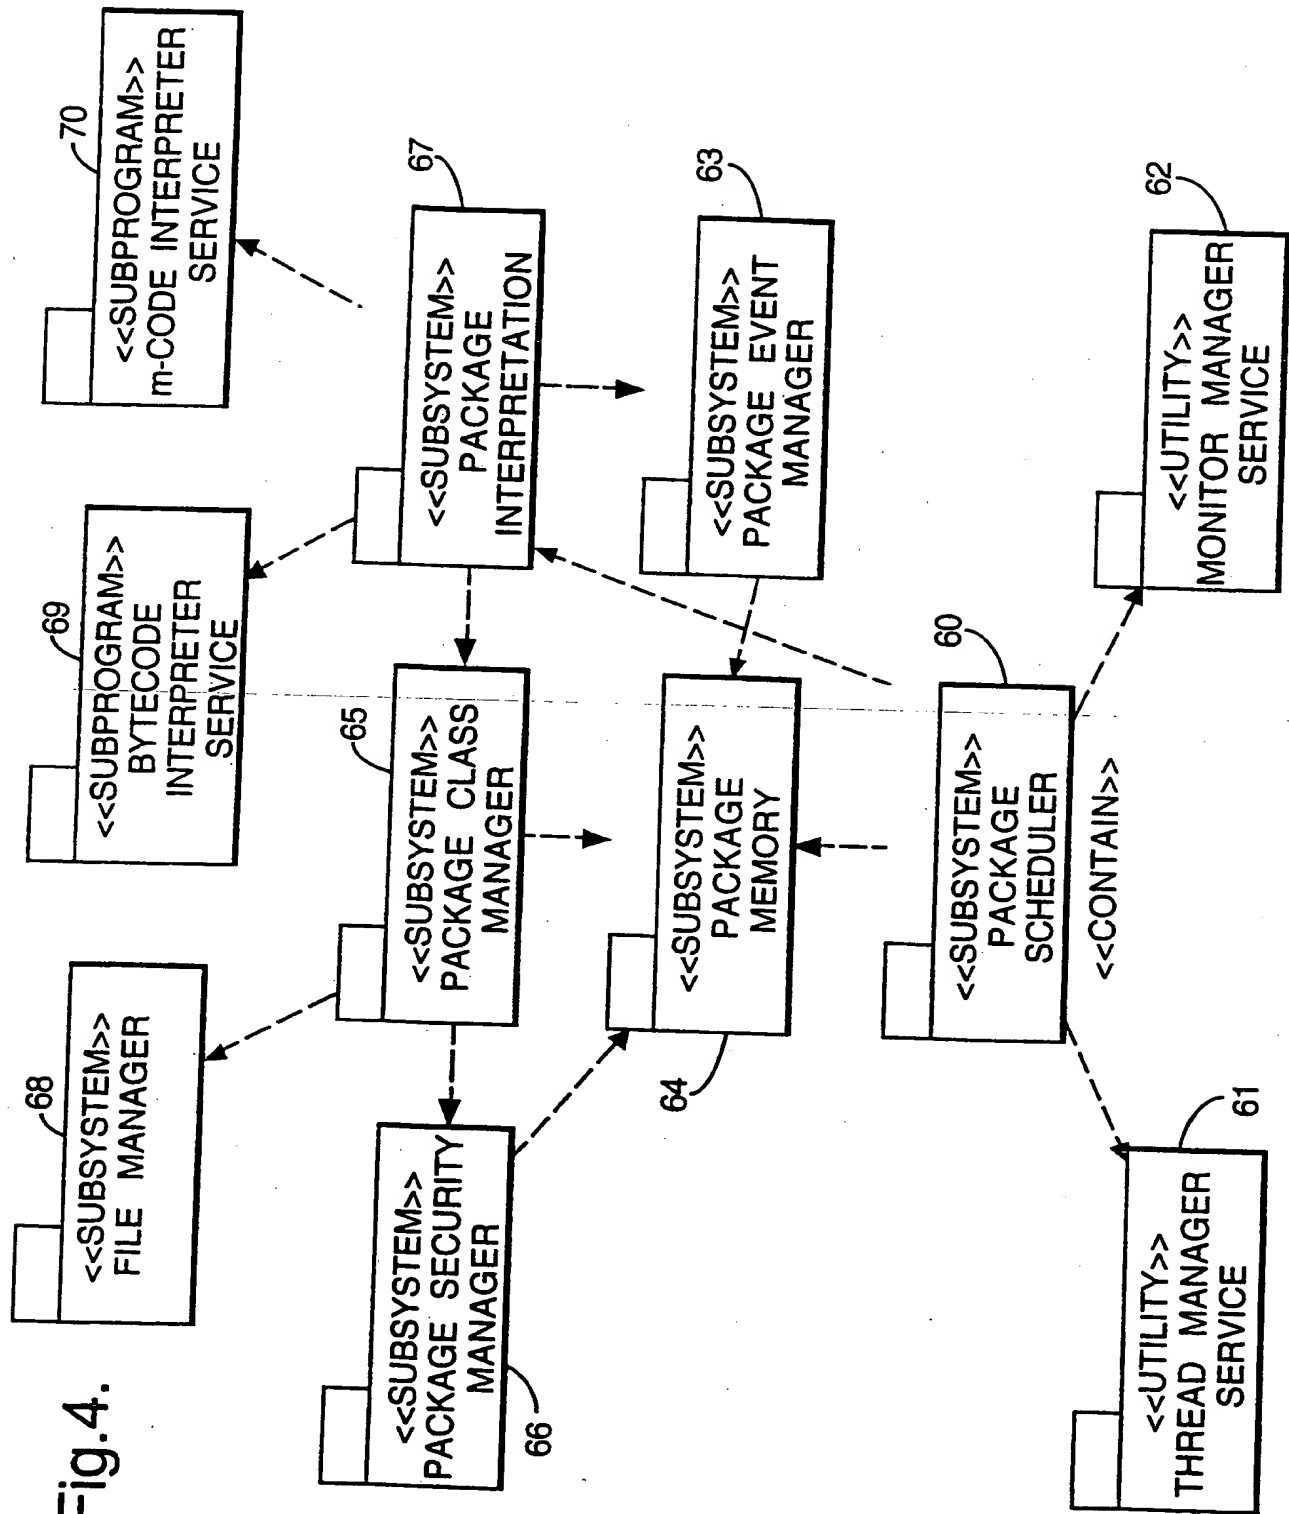 Fig.4.
68
<<SUBSYSTEM>>
FILE MANAGER
69
<<SUBPROGRAM>>
BYTECODE
INTERPRETER
SERVICE
70
<<SUBPROGRAM>>
m-CODE INTERPRETER
SERVICE
66
<<SUBSYSTEM>>
PACKAGE SECURITY
MANAGER
65
<<SUBSYSTEM>>
PACKAGE CLASS
MANAGER
67
<<SUBSYSTEM>>
PACKAGE
INTERPRETATION
64
<<SUBSYSTEM>>
PACKAGE
MEMORY
63
<<SUBSYSTEM>>
PACKAGE EVENT
MANAGER
60
<<SUBSYSTEM>>
PACKAGE
SCHEDULER
<<CONTAIN>>
61
<<UTILITY>>
THREAD MANAGER
SERVICE
62
<<UTILITY>>
MONITOR MANAGER
SERVICE